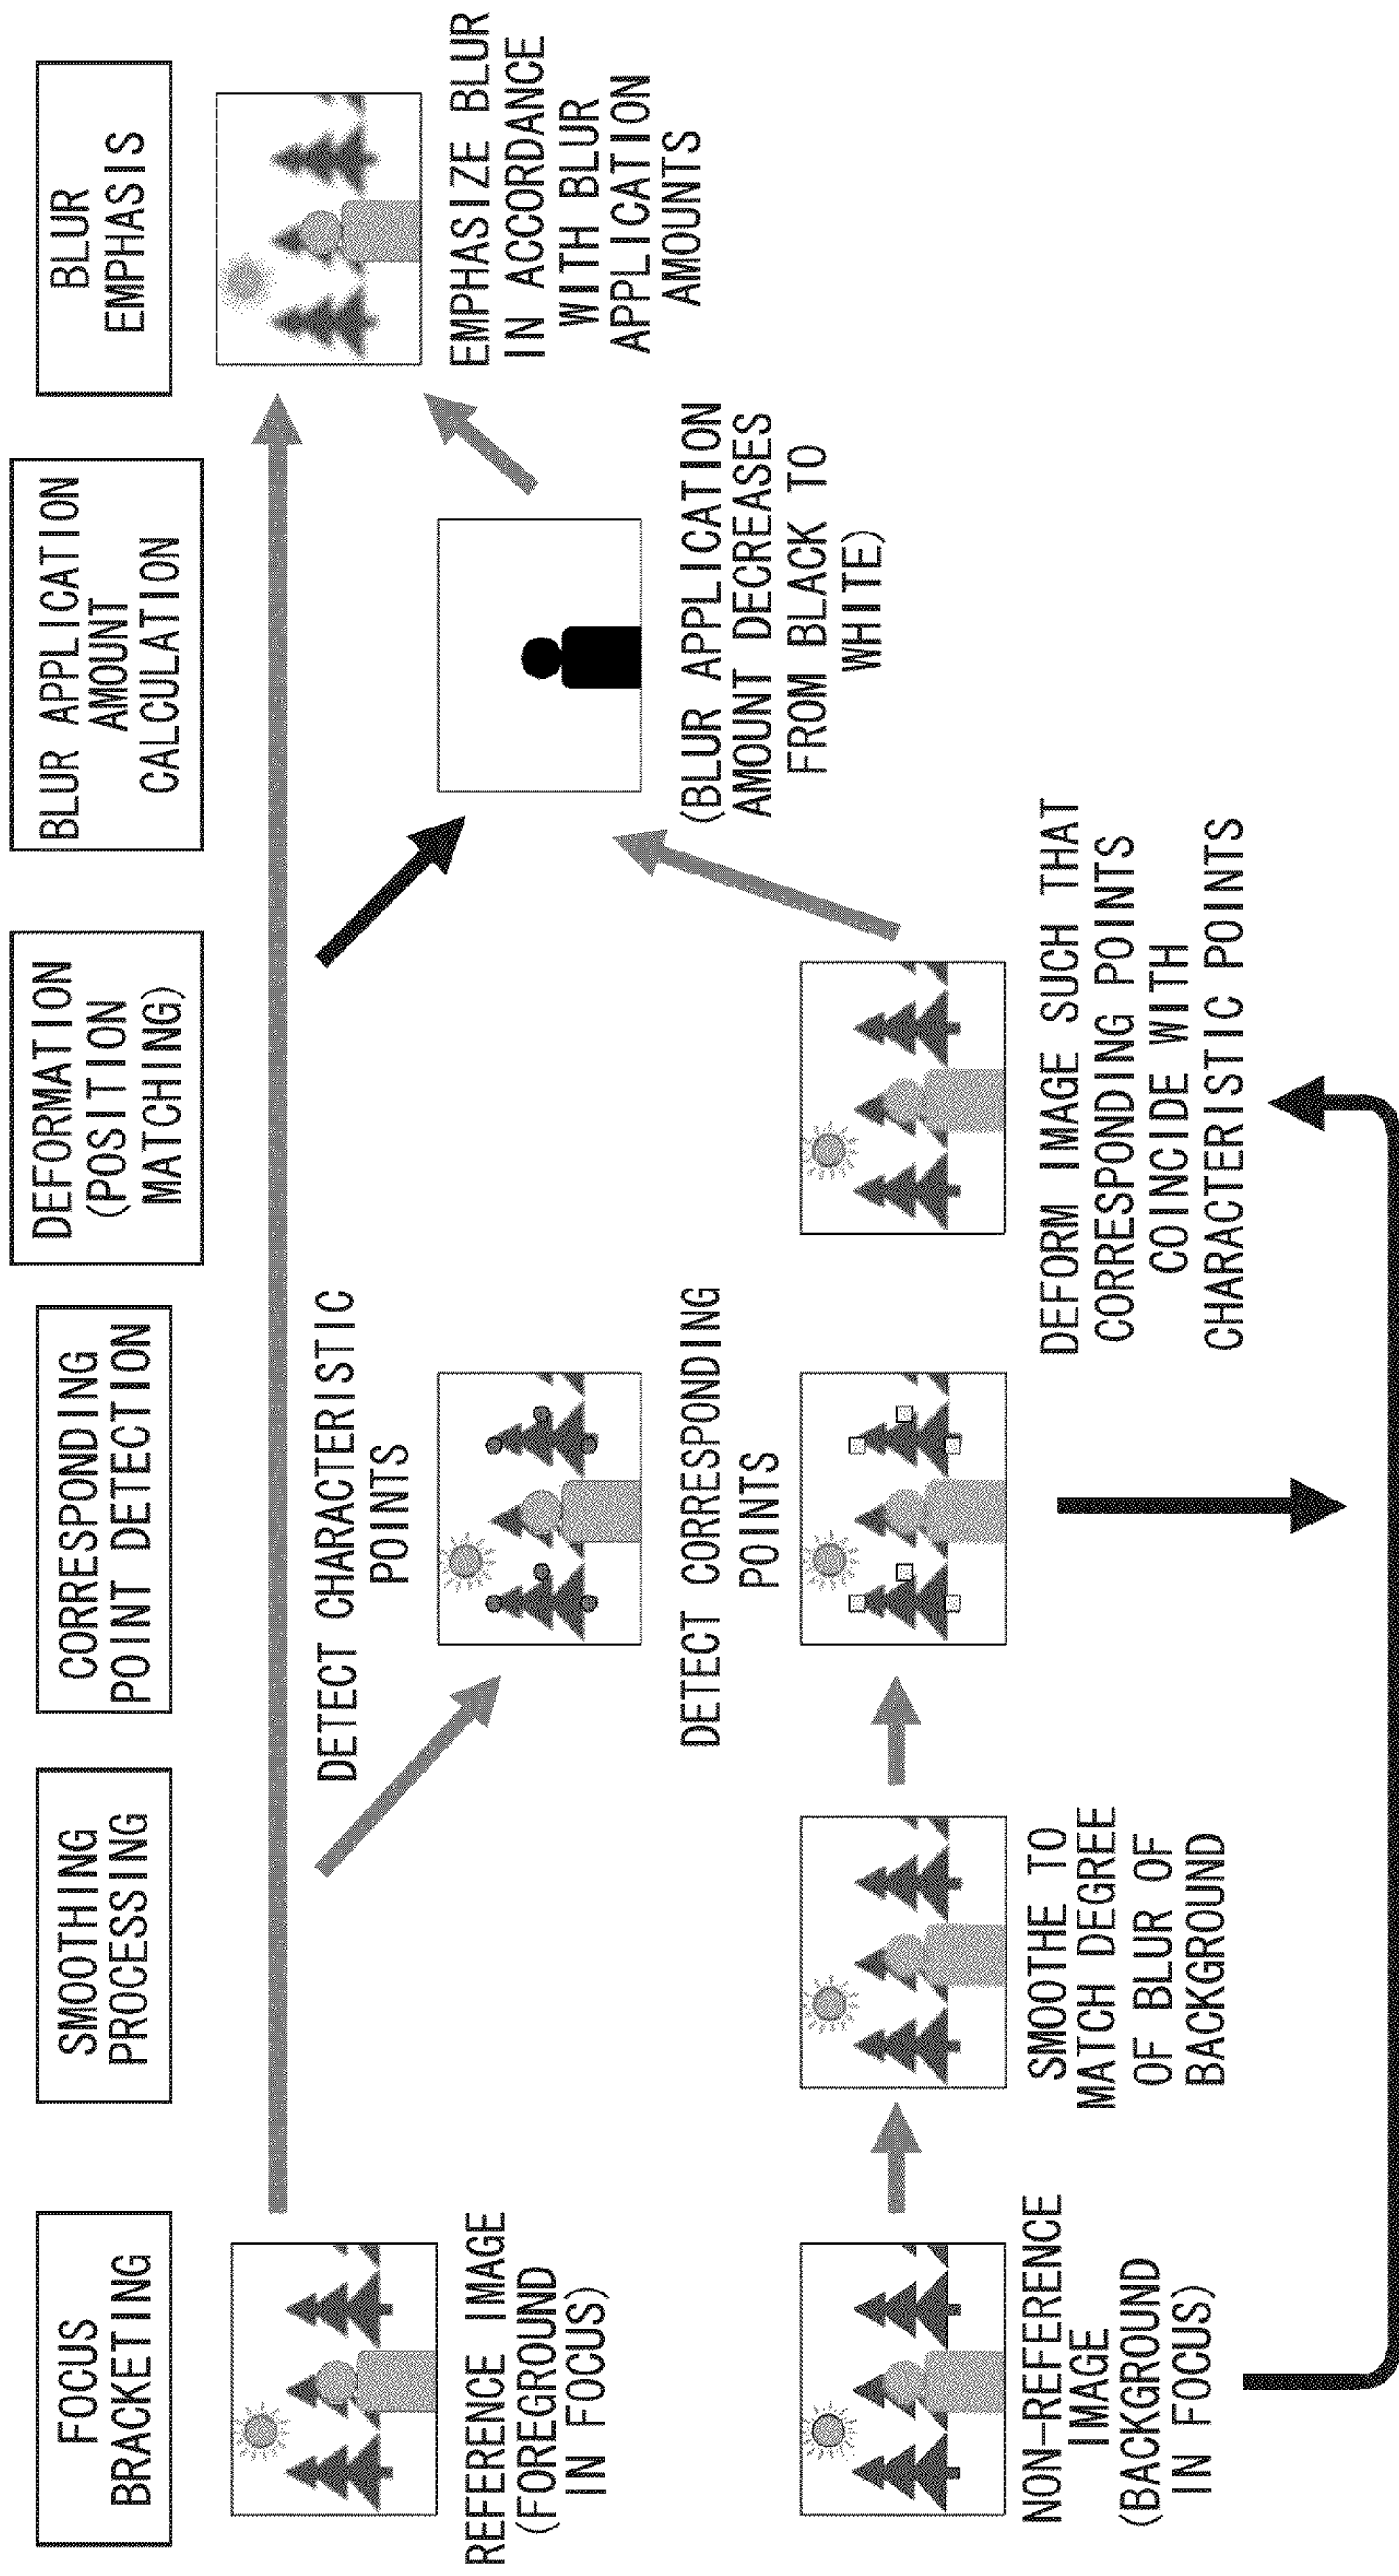 FOCUS
BRACKETING
SMOOTHING
PROCESSING
CORRESPONDING
POINT DETECTION
DEFORMATION
(POSITION
MATCHING)
BLUR APPLICATION
AMOUNT
CALCULATION
BLUR
EMPHASIS
REFERENCE IMAGE
(FOREGROUND
IN FOCUS)
DETECT CHARACTERISTIC
POINTS
EMPHASIZE BLUR
IN ACCORDANCE
WITH BLUR
APPLICATION
AMOUNTS
DETECT CORRESPONDING
POINTS
(BLUR APPLICATION
AMOUNT DECREASES
FROM BLACK TO
WHITE)
NON-REFERENCE
IMAGE
(BACKGROUND
IN FOCUS)
SMOOTHE TO
MATCH DEGREE
OF BLUR OF
BACKGROUND
DEFORM IMAGE SUCH THAT
CORRESPONDING POINTS
COINCIDE WITH
CHARACTERISTIC POINTS